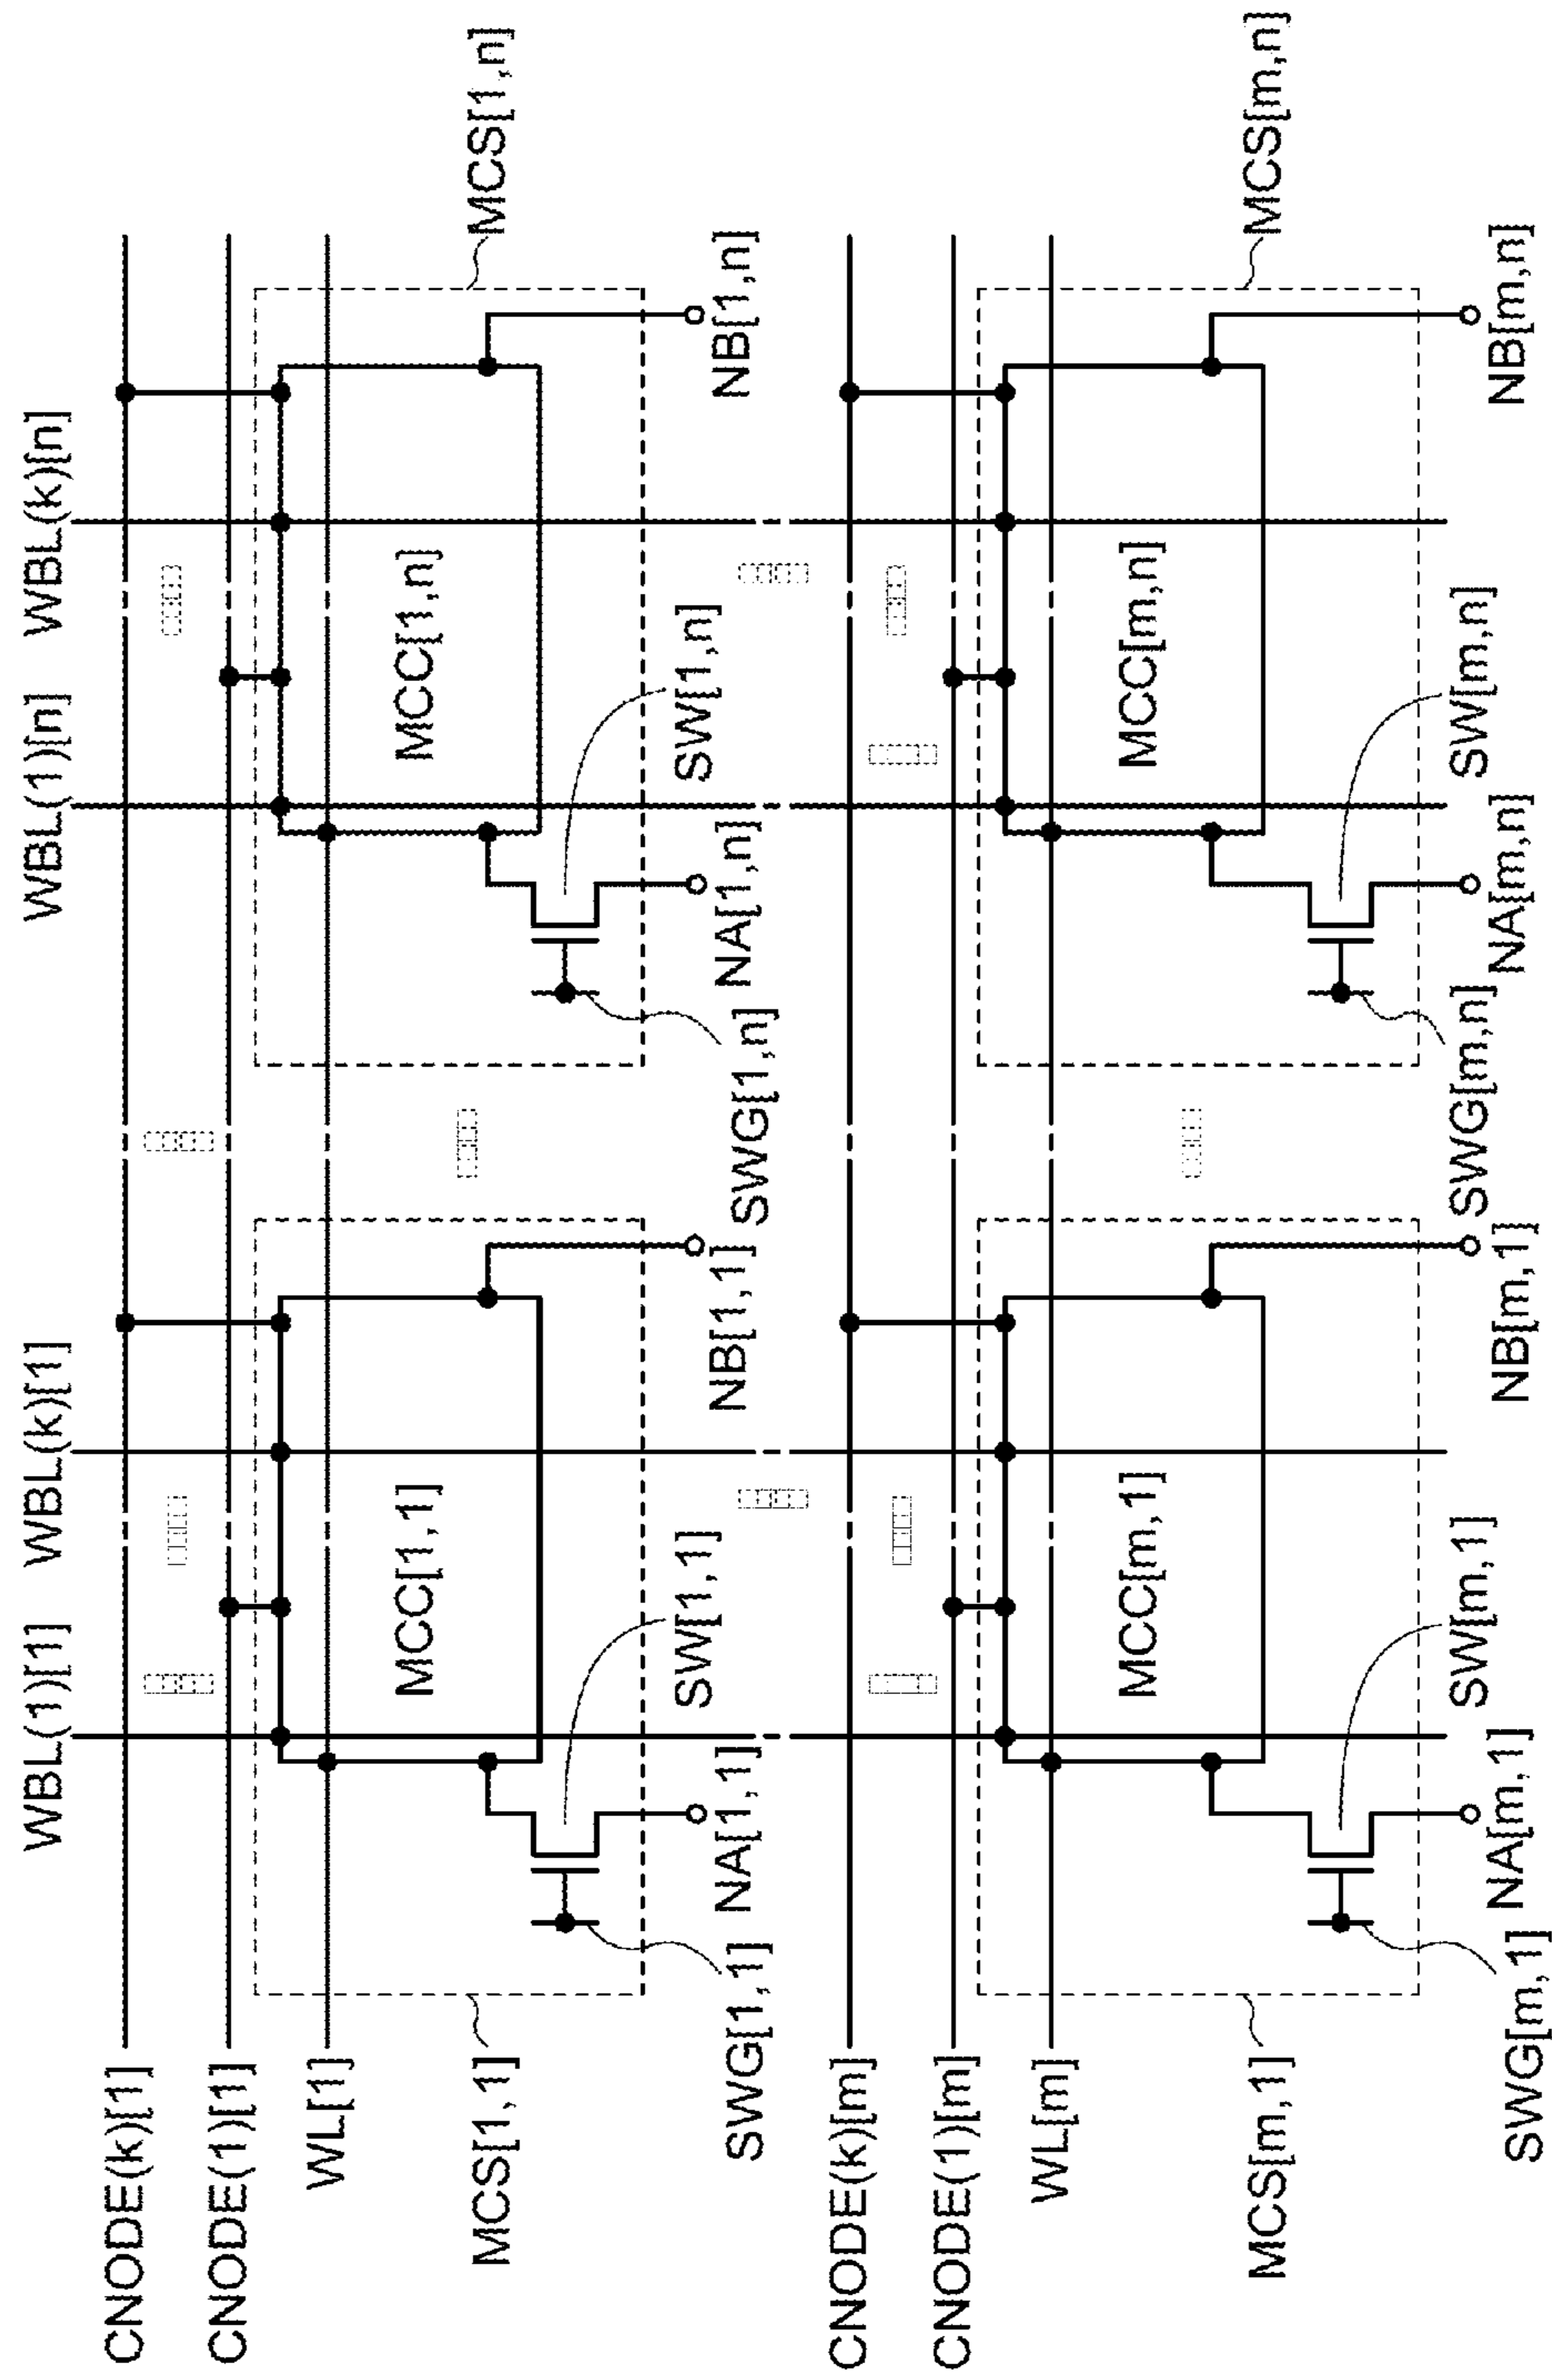 WBL(1)[1]
WBL(k)[1]
WBL(1)[n]
WBL(k)[n]
CNODE(k)[1]
CNODE(1)[1]
WL[1]
MCS[1,1]
MCC[1,1]
SW[1,1]
SWG[1,1]
NA[1,1]
NB[1,1]
MCS[1,n]
MCC[1,n]
SW[1,n]
SWG[1,n]
NA[1,n]
NB[1,n]
CNODE(k)[m]
CNODE(1)[m]
WL[m]
MCS[m,1]
MCC[m,1]
SW[m,1]
SWG[m,1]
NA[m,1]
NB[m,1]
MCS[m,n]
MCC[m,n]
SW[m,n]
SWG[m,n]
NA[m,n]
NB[m,n]